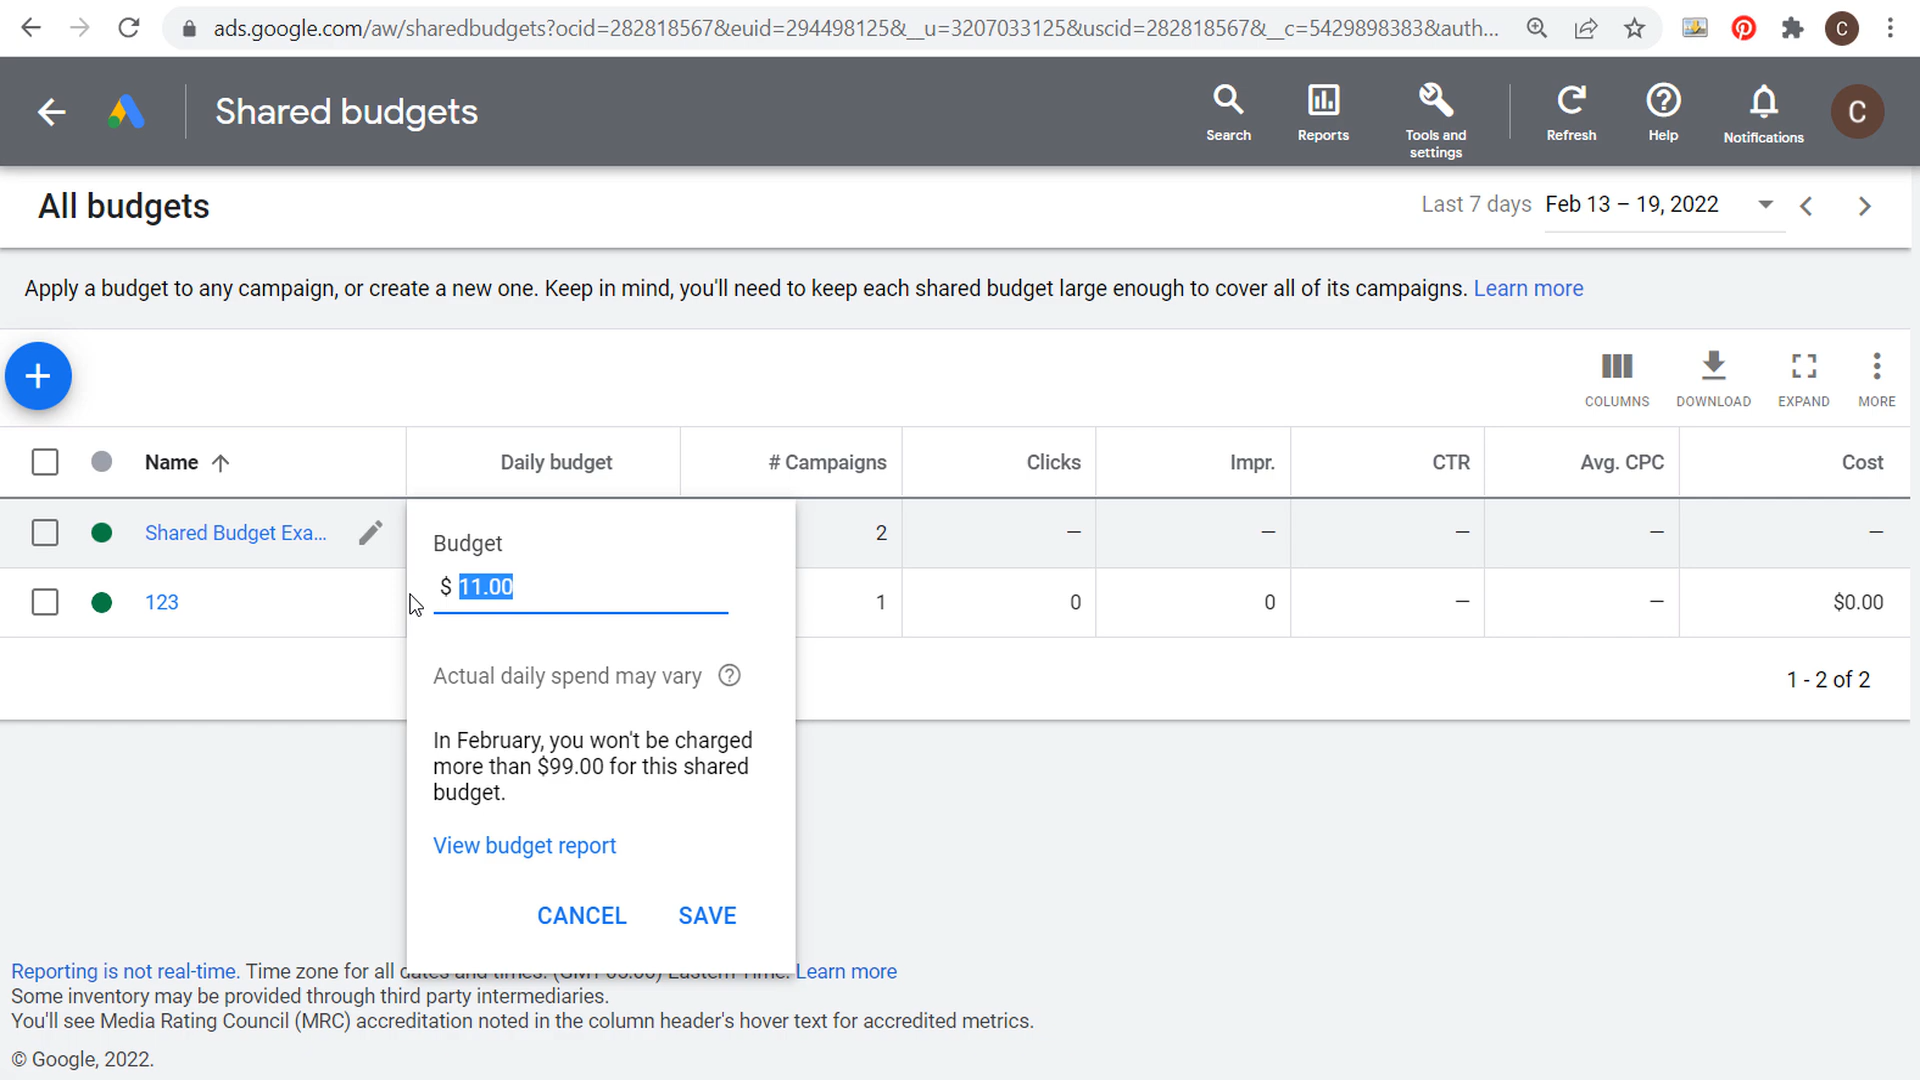 ads.google.com/aw/sharedbudgets?ocid=282818567&euid=294498125&__u=3207033125&uscid=282818567&__c=5429898383&auth...
C
Shared budgets
Search
Reports
Tools and
settings
Refresh
Help
Notifications
C
All budgets
Last 7 days Feb 13 – 19, 2022
Apply a budget to any campaign, or create a new one. Keep in mind, you'll need to keep each shared budget large enough to cover all of its campaigns. Learn more
COLUMNS DOWNLOAD EXPAND MORE
Name Daily budget # Campaigns Clicks Impr. CTR Avg. CPC Cost
Shared Budget Exa... 2 — — — — —
123 1 0 0 — — $0.00
1 - 2 of 2
Budget
$ 11.00
Actual daily spend may vary
In February, you won't be charged
more than $99.00 for this shared
budget.
View budget report
CANCEL SAVE
Reporting is not real-time. Time zone for all Learn more
Some inventory may be provided through third party intermediaries.
You'll see Media Rating Council (MRC) accreditation noted in the column header's hover text for accredited metrics.
© Google, 2022.